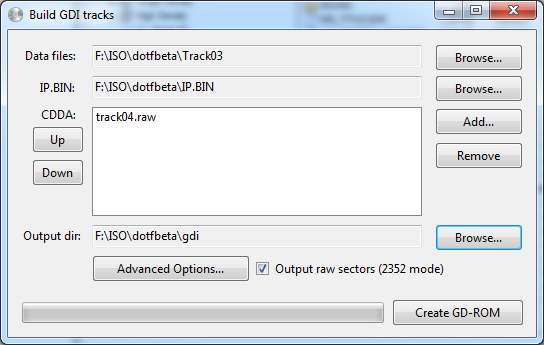 Build GDI tracks
Data files: F:\ISO\dotfbeta\Track03 Browse...
IP.BIN: F:\ISO\dotfbeta\IP.BIN Browse...
CDDA: track04.raw Add...
Up
Remove
Down
Output dir: F:\ISO\dotfbeta\gdi Browse...
Advanced Options... Output raw sectors (2352 mode)
Create GD-ROM